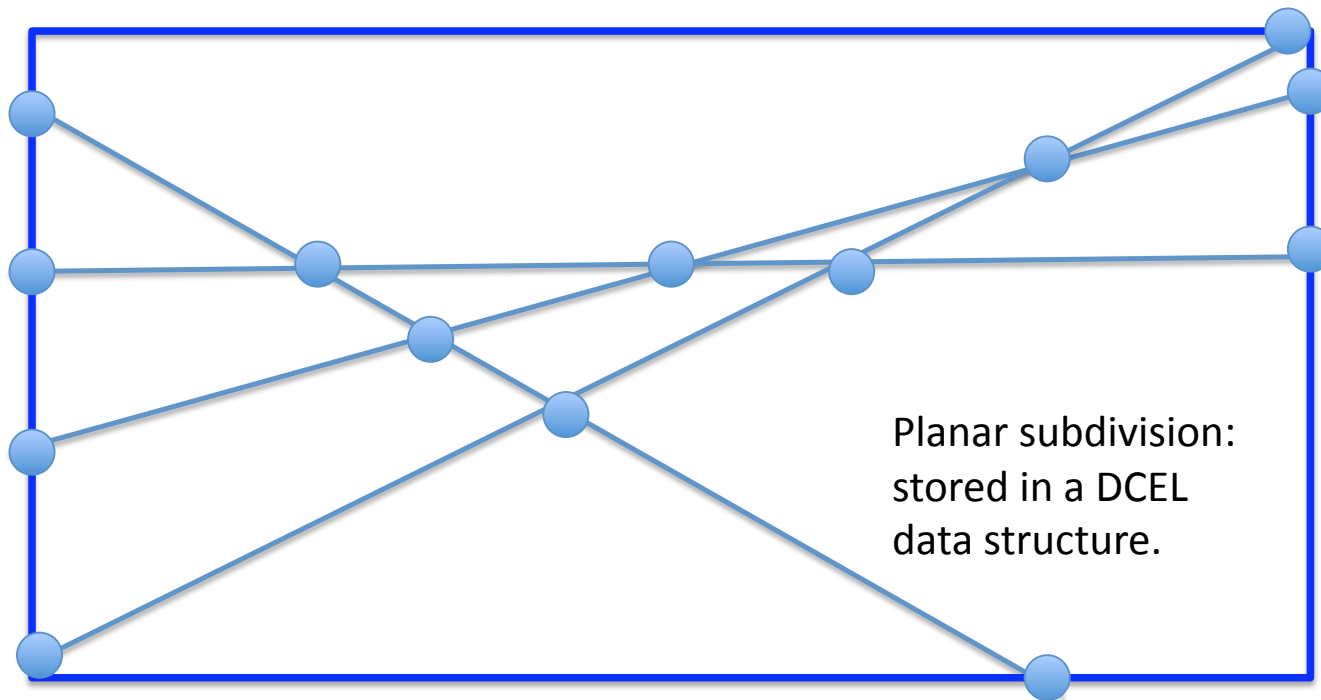 Planar subdivision:
stored in a DCEL
data structure.